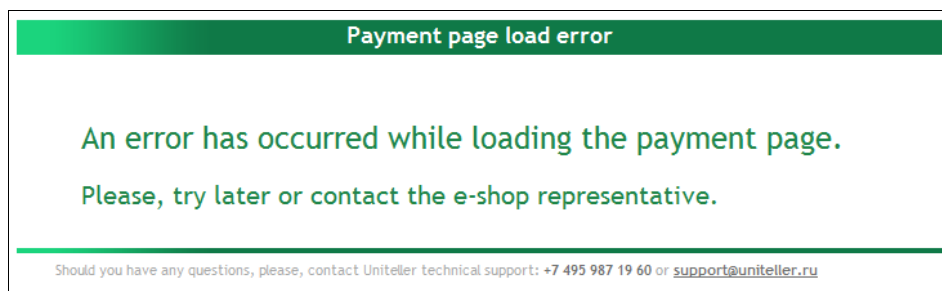 Payment page load error
An error has occurred while loading the payment page.
Please, try later or contact the e-shop representative.
Should you have any questions, please, contact Uniteller technical support: +7 495 987 19 60 or support@uniteller.ru